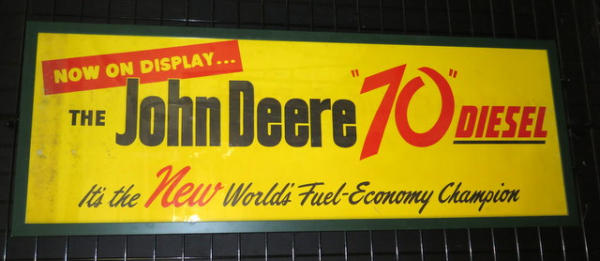 NOW ON DISPLAY...
THE John Deere "70" DIESEL
It's the New World's Fuel-Economy Champion